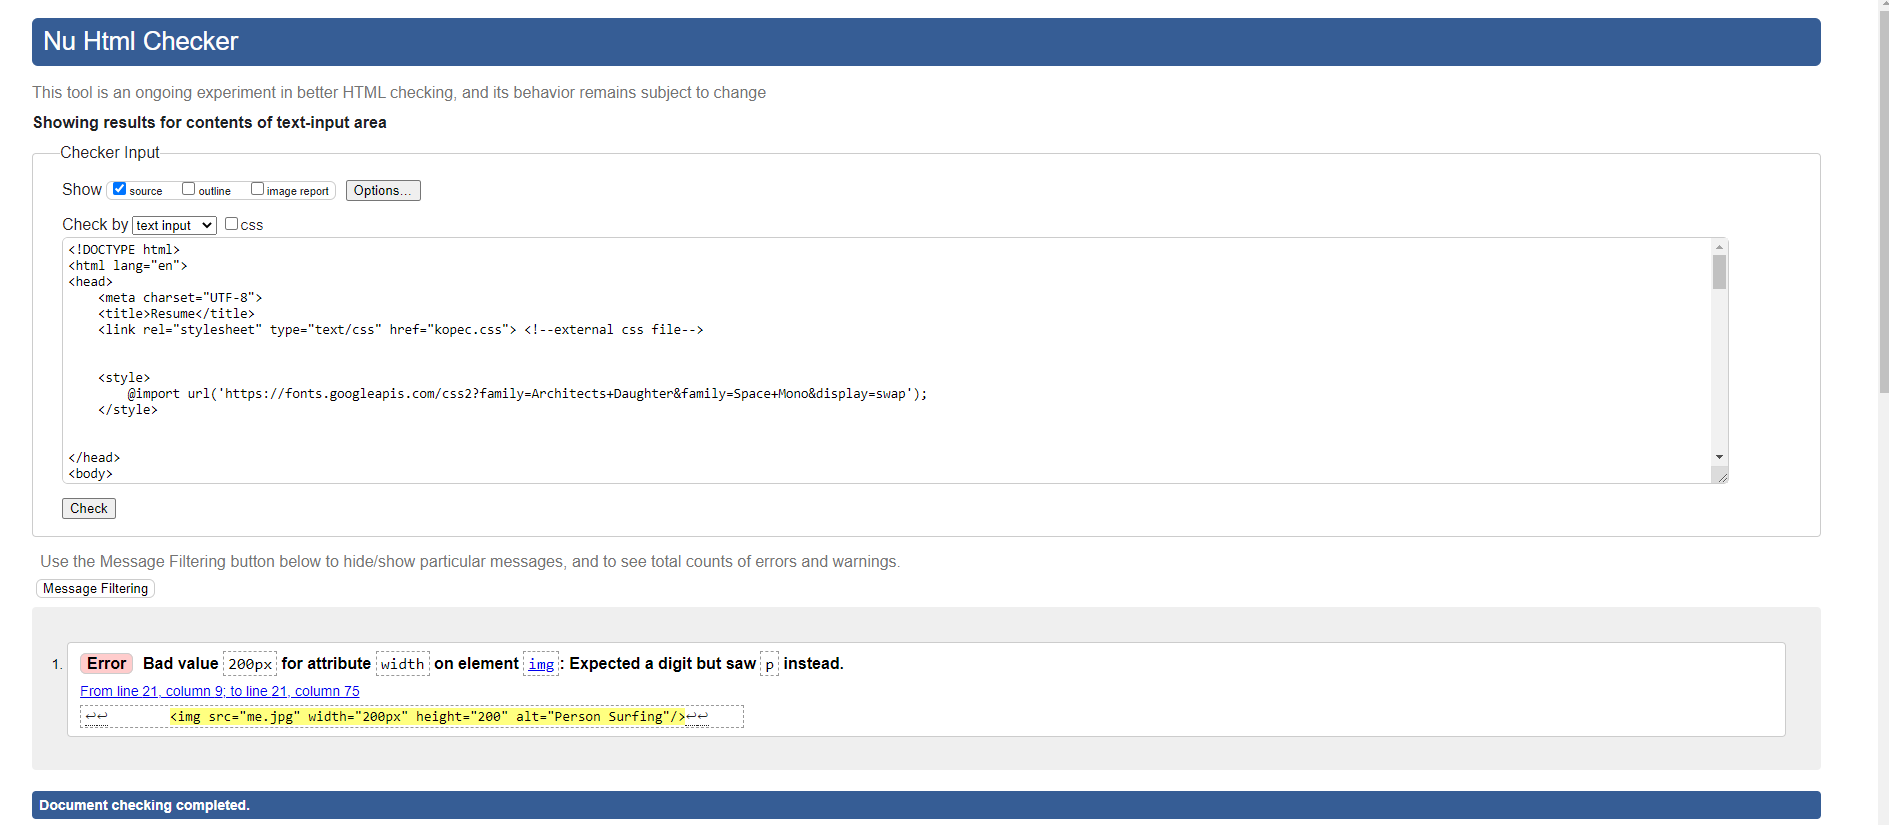 Nu Html Checker
This tool is an ongoing experiment in better HTML checking, and its behavior remains subject to change
Showing results for contents of text-input area
Checker Input
Show source outline image report Options...
Check by text input css
<!DOCTYPE html>
<html lang="en">
<head>
    <meta charset="UTF-8">
    <title>Resume</title>
    <link rel="stylesheet" type="text/css" href="kopec.css"> <!--external css file-->
    <style>
        @import url('https://fonts.googleapis.com/css2?family=Architects+Daughter&family=Space+Mono&display=swap');
    </style>
</head>
<body>
Check
Use the Message Filtering button below to hide/show particular messages, and to see total counts of errors and warnings.
Message Filtering
1. Error Bad value 200px for attribute width on element img: Expected a digit but saw p instead.
From line 21, column 9; to line 21, column 75
↩↩ <img src="me.jpg" width="200px" height="200" alt="Person Surfing"/>↩↩
Document checking completed.